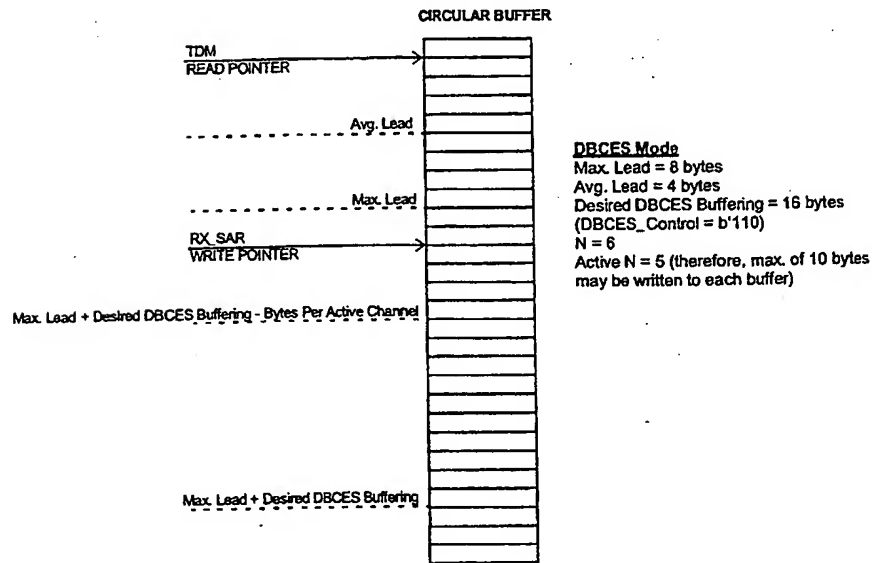 CIRCULAR BUFFER
TDM
READ POINTER
Avg. Lead
Max. Lead
RX_SAR
WRITE POINTER
Max. Lead + Desired DBCES Buffering - Bytes Per Active Channel
Max. Lead + Desired DBCES Buffering
DBCES Mode
Max. Lead = 8 bytes
Avg. Lead = 4 bytes
Desired DBCES Buffering = 16 bytes
(DBCES_Control = b'110)
N = 6
Active N = 5 (therefore, max. of 10 bytes
may be written to each buffer)